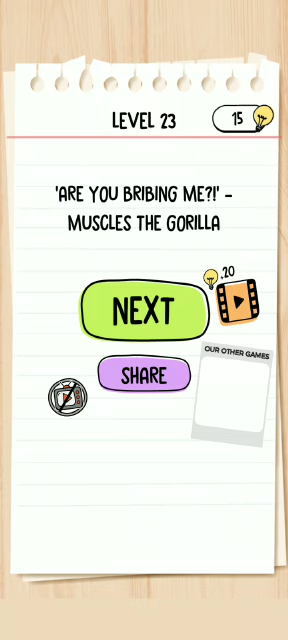 LEVEL 23
15
'ARE YOU BRIBING ME?!' -
MUSCLES THE GORILLA
+20
NEXT
OUR OTHER GAMES
SHARE